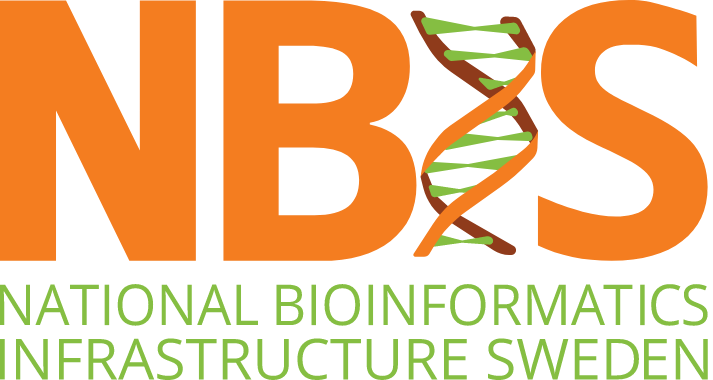 NBIS
NATIONAL BIOINFORMATICS
INFRASTRUCTURE SWEDEN